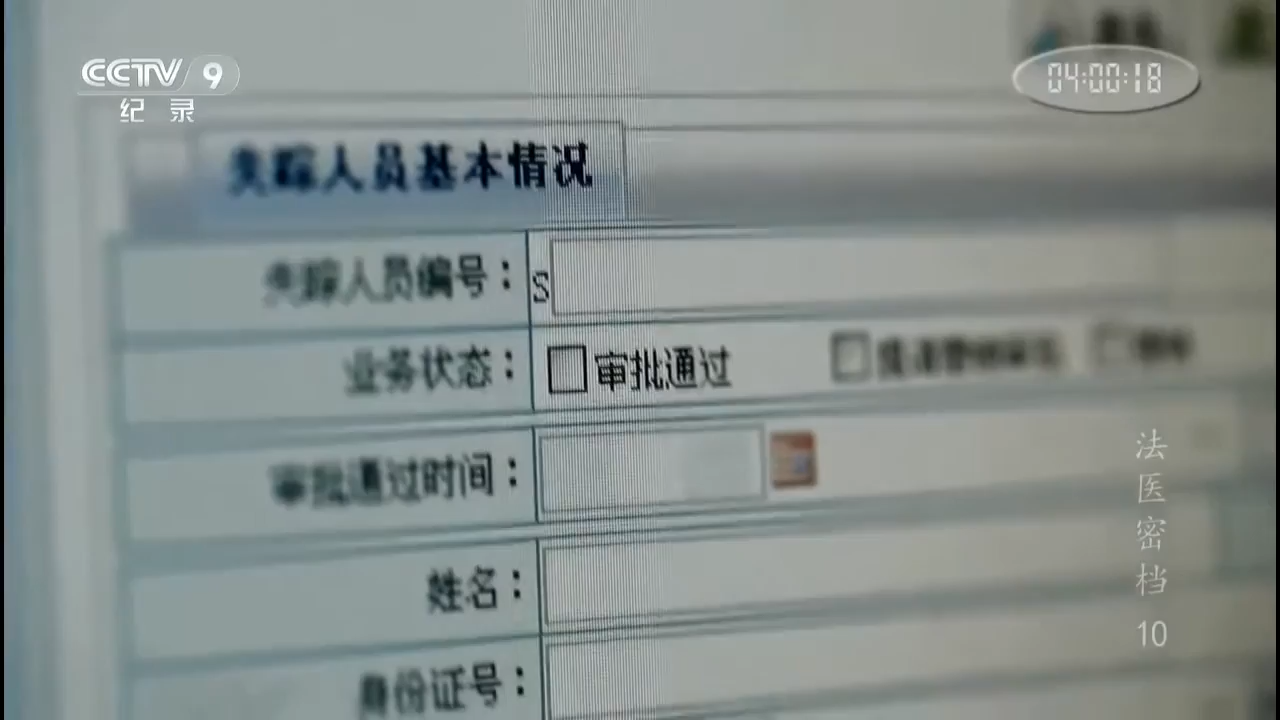 CCTV 9
纪录
04:00:18
失踪人员基本情况
失踪人员编号： S
业务状态： 审批通过
审批通过时间：
姓名：
身份证号：
法医密档 10